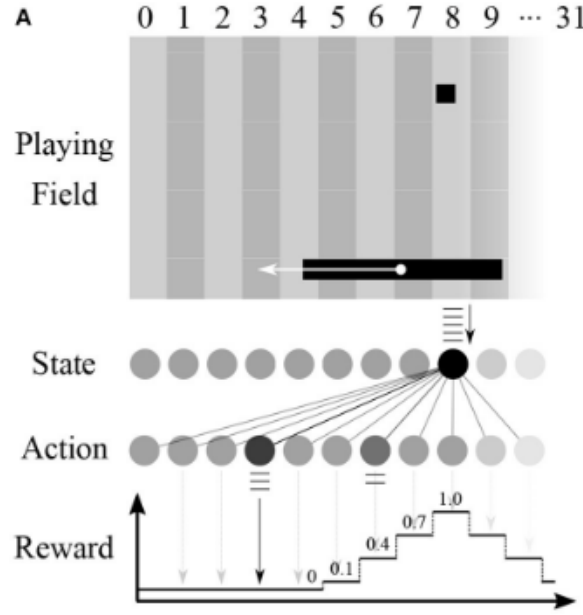 A 0 1 2 3 4 5 6 7 8 9 ... 31
Playing
Field
State
Action
Reward
0 0.1 0.4 0.7 1.0